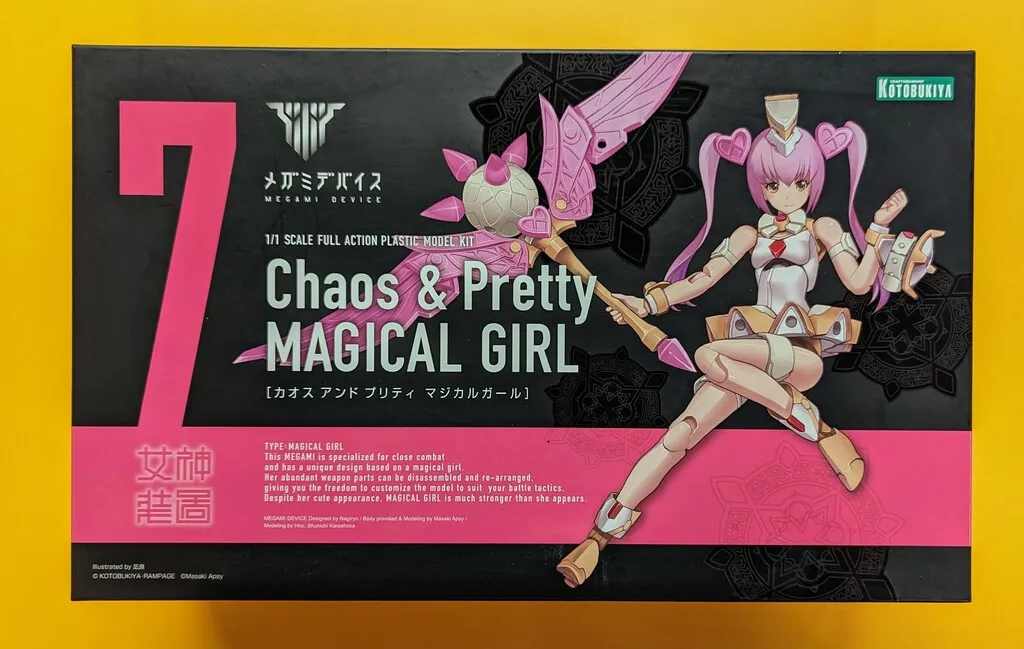 7
メガミデバイス
MEGAMI DEVICE
CRAFTSMANSHIP
KOTOBUKIYA
1/1 SCALE FULL ACTION PLASTIC MODEL KIT
Chaos & Pretty
MAGICAL GIRL
[カオス アンド プリティ マジカルガール]
女神
装置
TYPE:MAGICAL GIRL
This MEGAMI is specialized for close combat
and has a unique design based on a magical girl.
Her abundant weapon parts can be disassembled and re-arranged,
giving you the freedom to customize the model to suit your battle tactics.
Despite her cute appearance, MAGICAL GIRL is much stronger than she appears.
MEGAMI DEVICE Designed by Nagiryo / Body provided & Modeling by Masaki Apsy /
Modeling by Hiro, Shunichi Karashima
Illustrated by 凪良
© KOTOBUKIYA·RAMPAGE ©Masaki Apsy